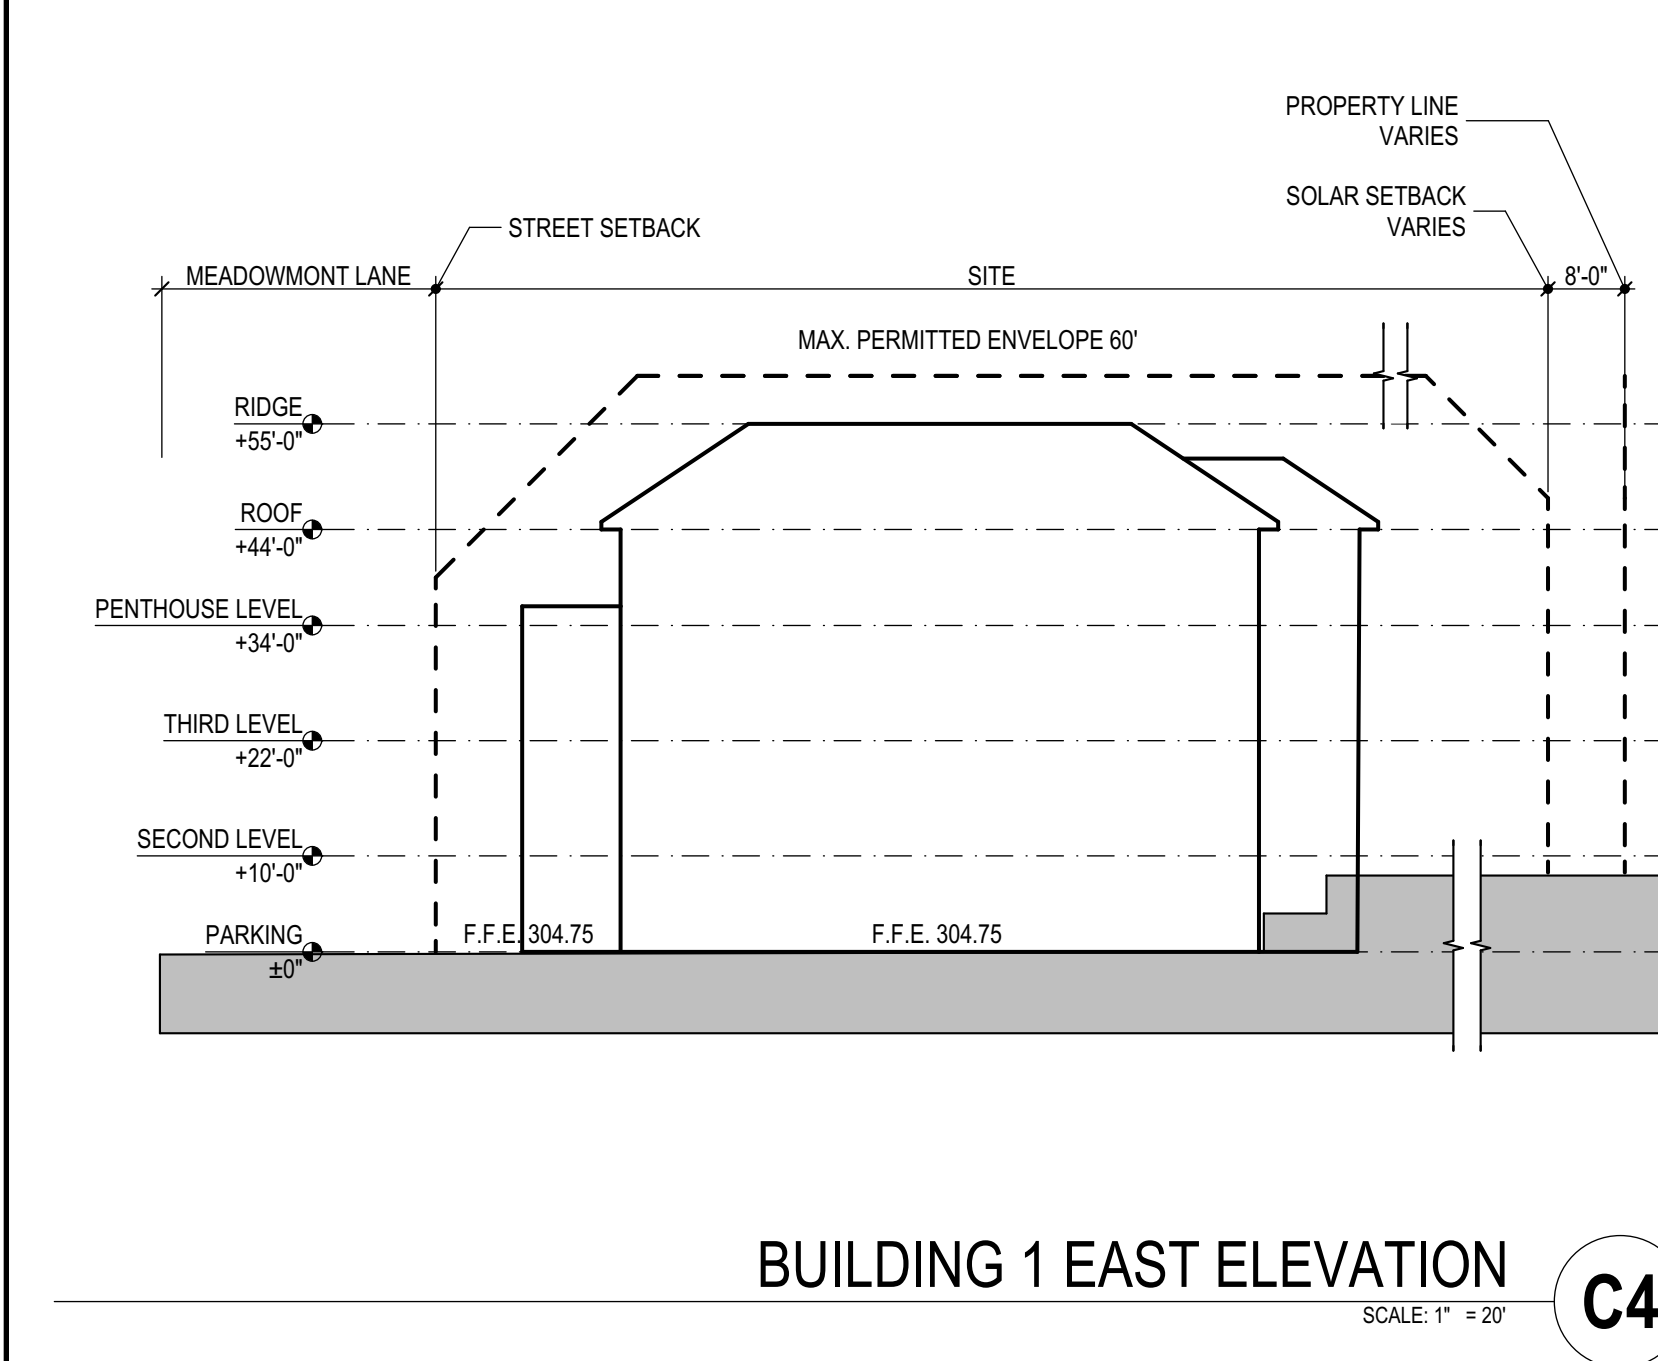 PROPERTY LINE
VARIES
SOLAR SETBACK
VARIES
STREET SETBACK
MEADOWMONT LANE
SITE
8'-0"
MAX. PERMITTED ENVELOPE 60'
RIDGE
+55'-0"
ROOF
+44'-0"
PENTHOUSE LEVEL
+34'-0"
THIRD LEVEL
+22'-0"
SECOND LEVEL
+10'-0"
PARKING
±0"
F.F.E. 304.75
F.F.E. 304.75
BUILDING 1 EAST ELEVATION
SCALE: 1" = 20'
C4